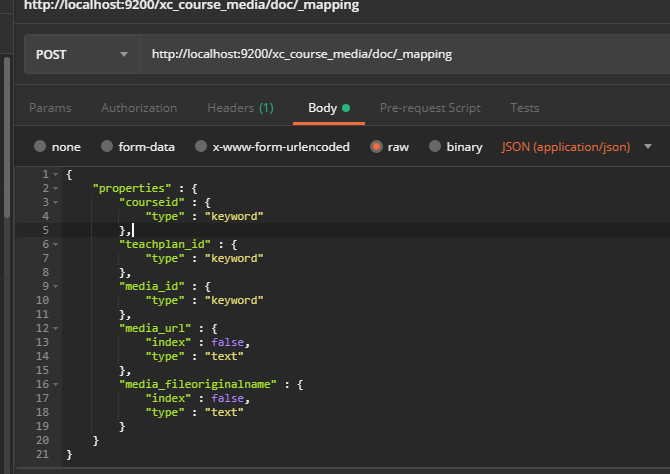 http://localhost:9200/xc_course_media/doc/_mapping
POST http://localhost:9200/xc_course_media/doc/_mapping
Params Authorization Headers (1) Body Pre-request Script Tests
none form-data x-www-form-urlencoded raw binary JSON (application/json)
1 {
2 "properties" : {
3 "courseid" : {
4 "type" : "keyword"
5 },
6 "teachplan_id" : {
7 "type" : "keyword"
8 },
9 "media_id" : {
10 "type" : "keyword"
11 },
12 "media_url" : {
13 "index" : false,
14 "type" : "text"
15 },
16 "media_fileoriginalname" : {
17 "index" : false,
18 "type" : "text"
19 }
20 }
21 }